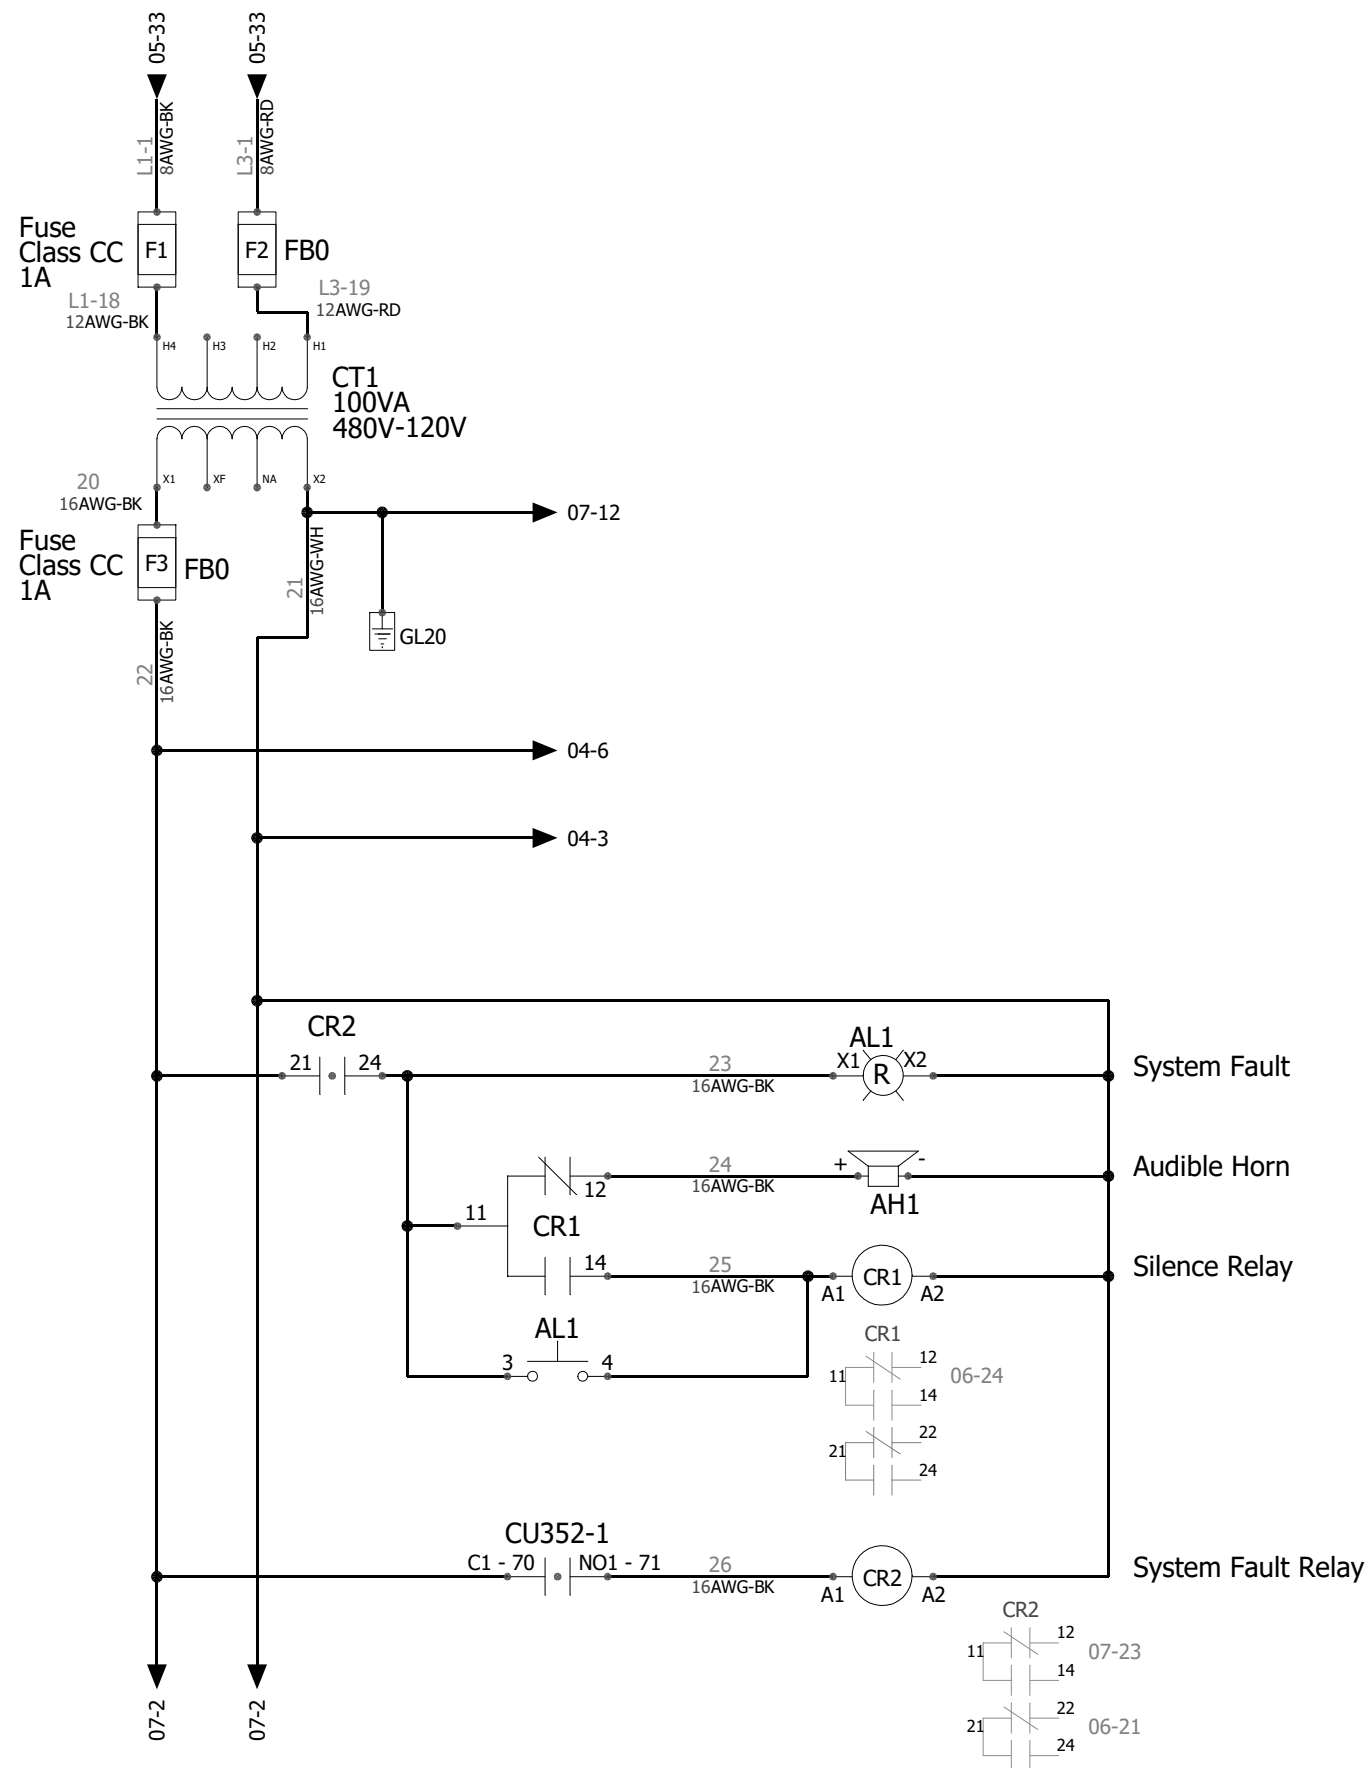 05-33
05-33
L1-1
8AWG-BK
L3-1
8AWG-RD
Fuse
Class CC
1A
F1
F2
FB0
L1-18
12AWG-BK
L3-19
12AWG-RD
H4
H3
H2
H1
CT1
100VA
480V-120V
X1
XF
NA
X2
20
16AWG-BK
07-12
Fuse
Class CC
1A
F3
FB0
21
16AWG-WH
GL20
22
16AWG-BK
04-6
04-3
CR2
21
24
23
16AWG-BK
AL1
X1
X2
R
System Fault
12
24
16AWG-BK
+
-
AH1
Audible Horn
11
CR1
14
25
16AWG-BK
CR1
A1
A2
Silence Relay
AL1
3
4
CR1
12
11
14
06-24
22
21
24
CU352-1
C1 - 70
NO1 - 71
26
16AWG-BK
CR2
A1
A2
System Fault Relay
CR2
12
11
14
07-23
22
21
24
06-21
07-2
07-2